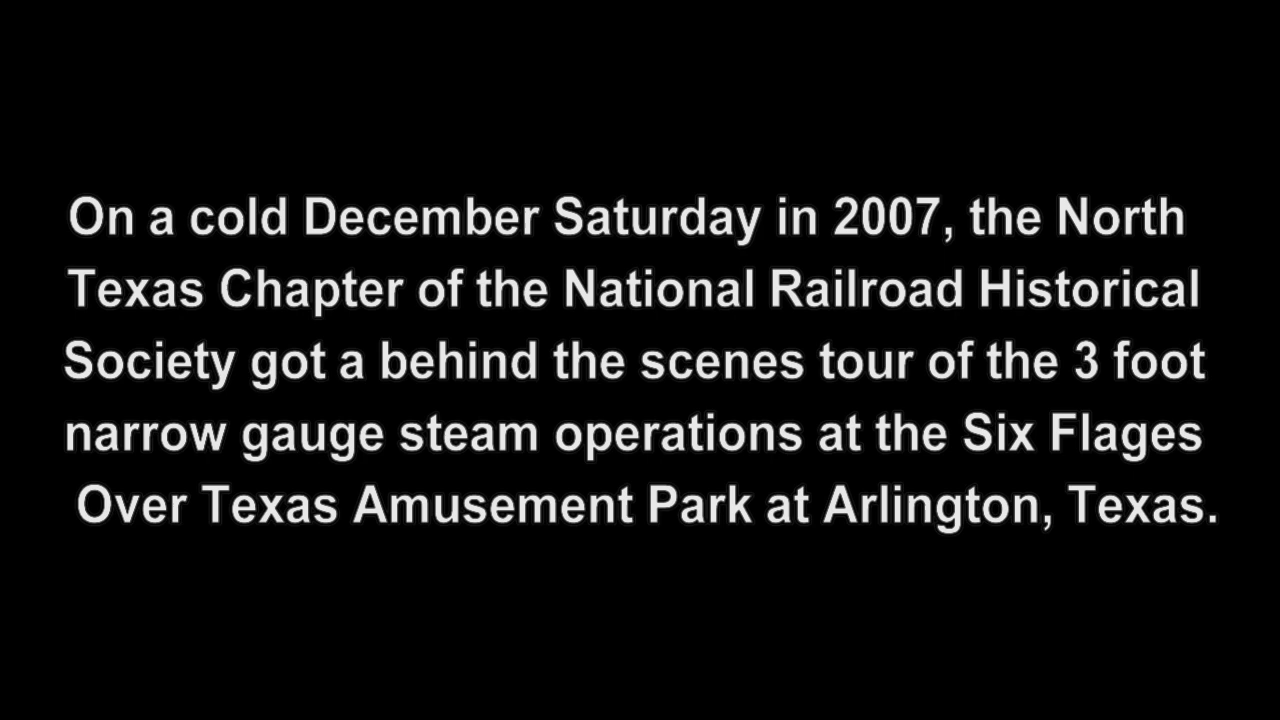 On a cold December Saturday in 2007, the North
Texas Chapter of the National Railroad Historical
Society got a behind the scenes tour of the 3 foot
narrow gauge steam operations at the Six Flages
Over Texas Amusement Park at Arlington, Texas.